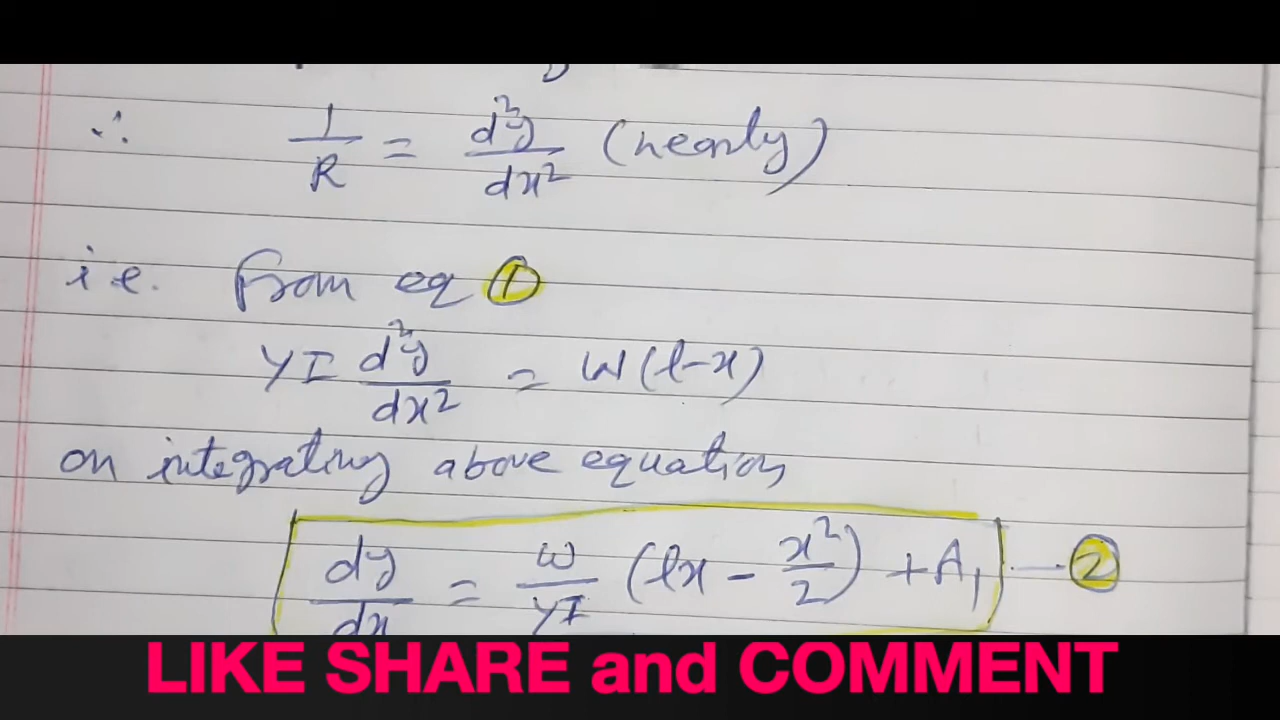 ∴ 1/R = d²y/dx² (nearly)
i.e. from eq ①
YI d²y/dx² = W(l-x)
on integrating above equation
dy/dx = W/YI (lx - x²/2) + A₁ — ②
LIKE SHARE and COMMENT